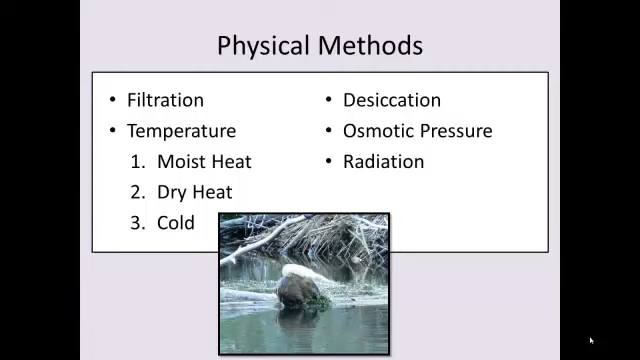 Physical Methods
• Filtration
• Temperature
1. Moist Heat
2. Dry Heat
3. Cold
• Desiccation
• Osmotic Pressure
• Radiation